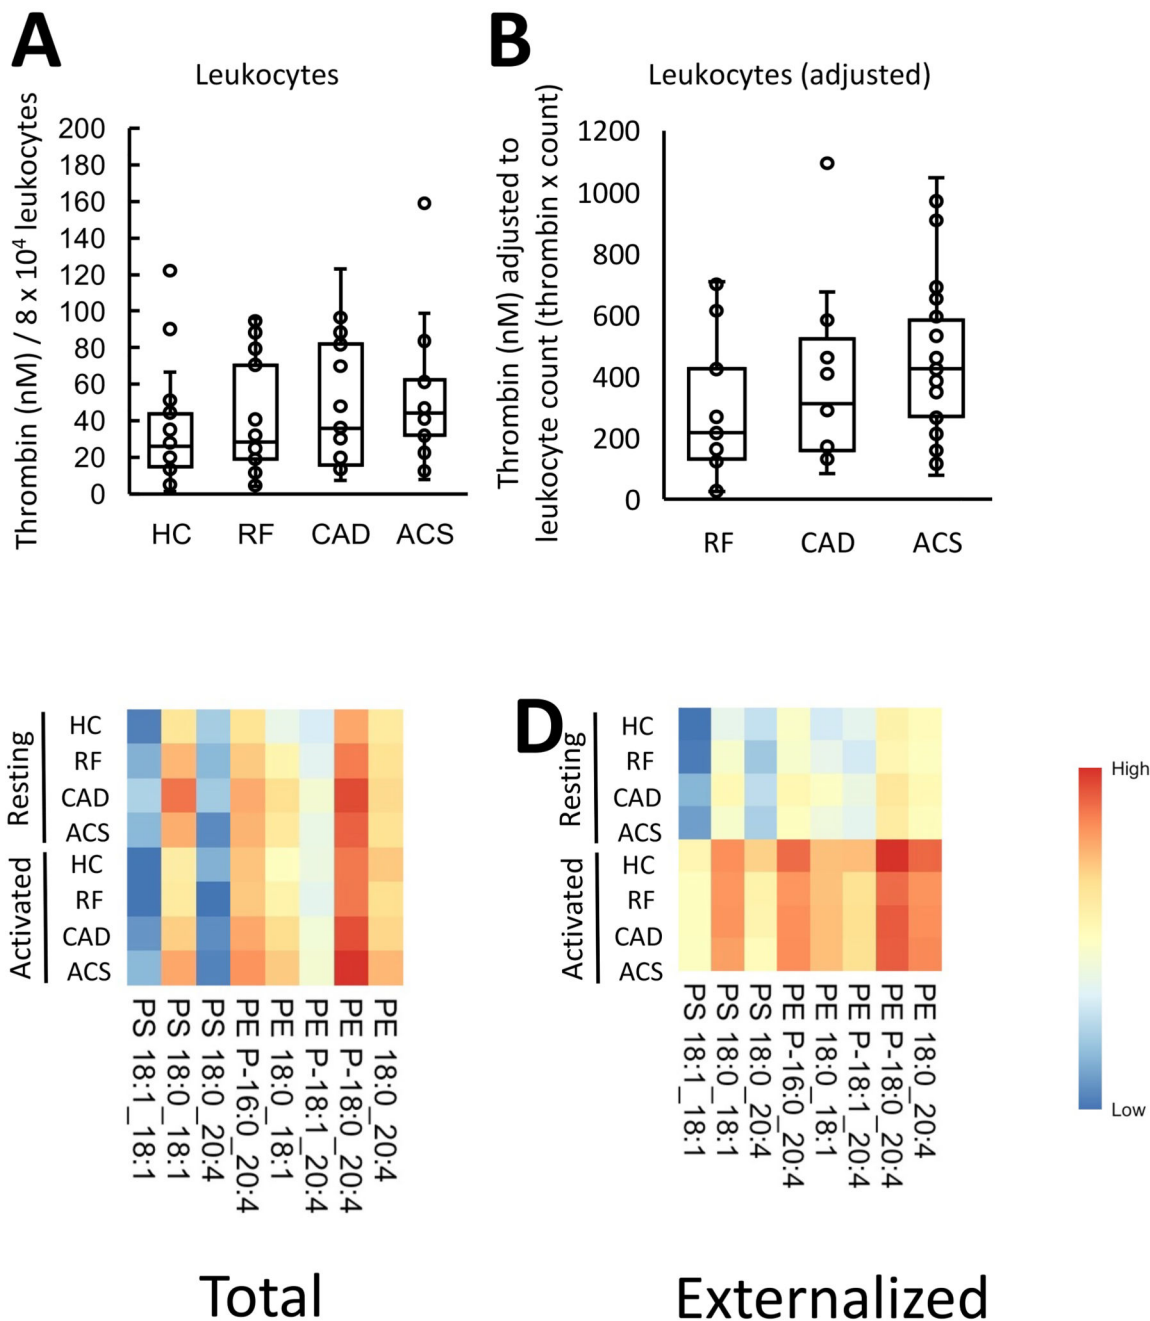 A
Leukocytes
Thrombin (nM) / 8 x 10⁴ leukocytes
200
180
160
140
120
100
80
60
40
20
0
HC RF CAD ACS
B
Leukocytes (adjusted)
Thrombin (nM) adjusted to
leukocyte count (thrombin x count)
1200
1000
800
600
400
200
0
RF CAD ACS
Resting
HC
RF
CAD
ACS
Activated
HC
RF
CAD
ACS
PS 18:1_18:1
PS 18:0_18:1
PS 18:0_20:4
PE P-16:0_20:4
PE 18:0_18:1
PE P-18:1_20:4
PE P-18:0_20:4
PE 18:0_20:4
Total
D
Resting
HC
RF
CAD
ACS
Activated
HC
RF
CAD
ACS
PS 18:1_18:1
PS 18:0_18:1
PS 18:0_20:4
PE P-16:0_20:4
PE 18:0_18:1
PE P-18:1_20:4
PE P-18:0_20:4
PE 18:0_20:4
Externalized
High
Low